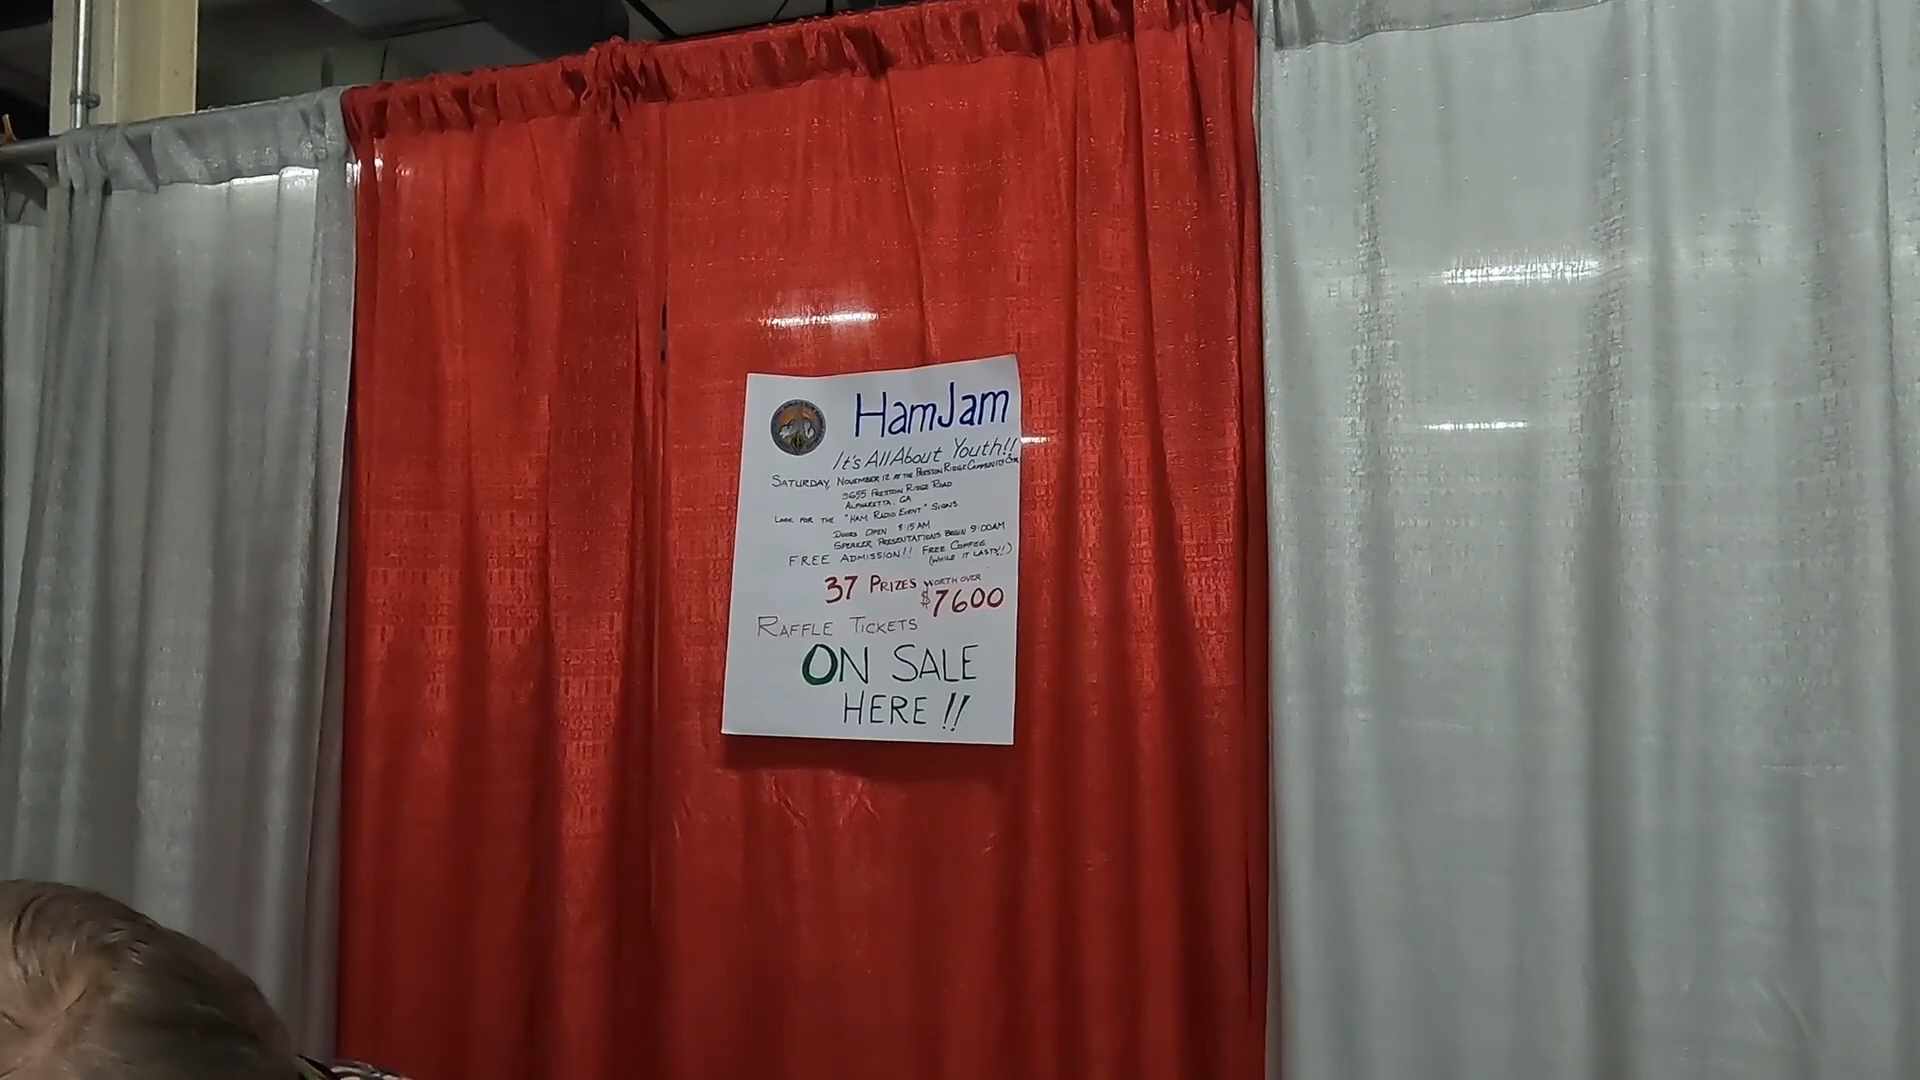 HamJam
It's All About Youth!!
SATURDAY, NOVEMBER 12 AT THE PRESTON RIDGE COMMUNITY CTR
3655 PRESTON RIDGE ROAD
ALPHARETTA, GA
LOOK FOR THE "HAM RADIO EVENT" SIGNS
DOORS OPEN 8:15 AM
SPEAKER PRESENTATIONS BEGIN 9:00AM
FREE ADMISSION!! FREE COFFEE
(WHILE IT LASTS!!)
37 PRIZES WORTH OVER
$7600
RAFFLE TICKETS
ON SALE
HERE!!